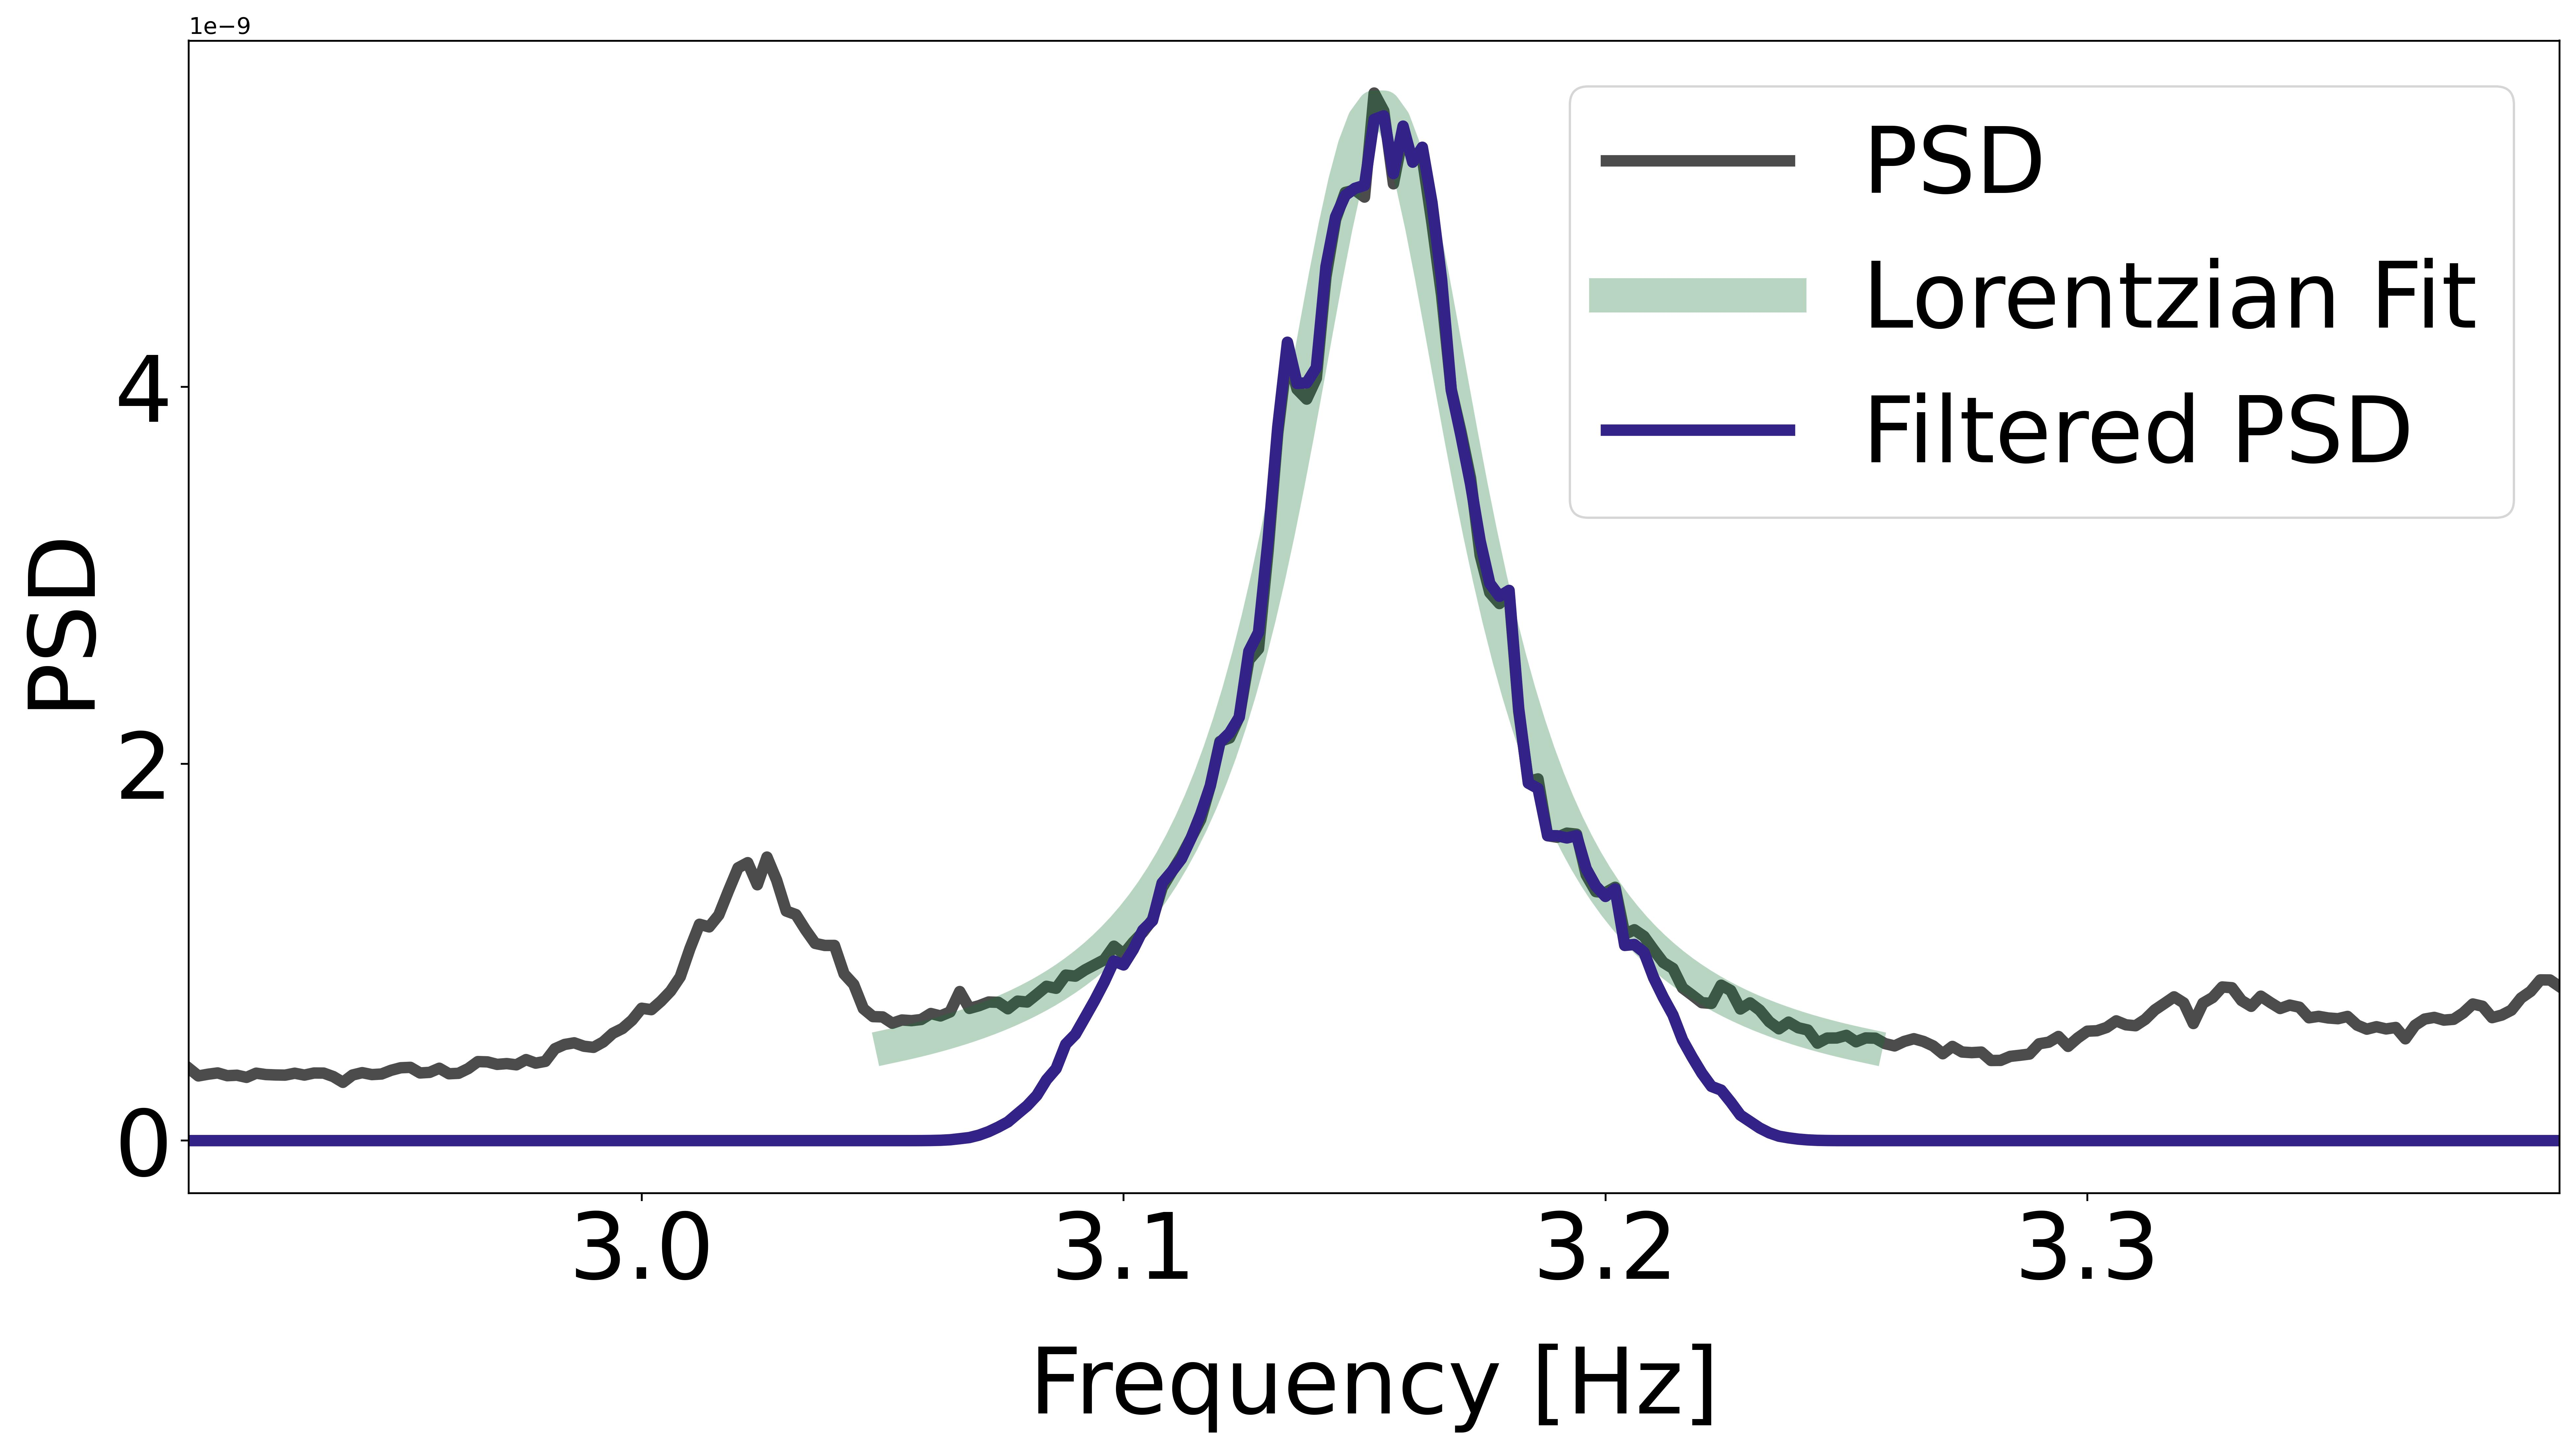 1e−9
PSD
Lorentzian Fit
Filtered PSD
4
2
0
PSD
3.0
3.1
3.2
3.3
Frequency [Hz]